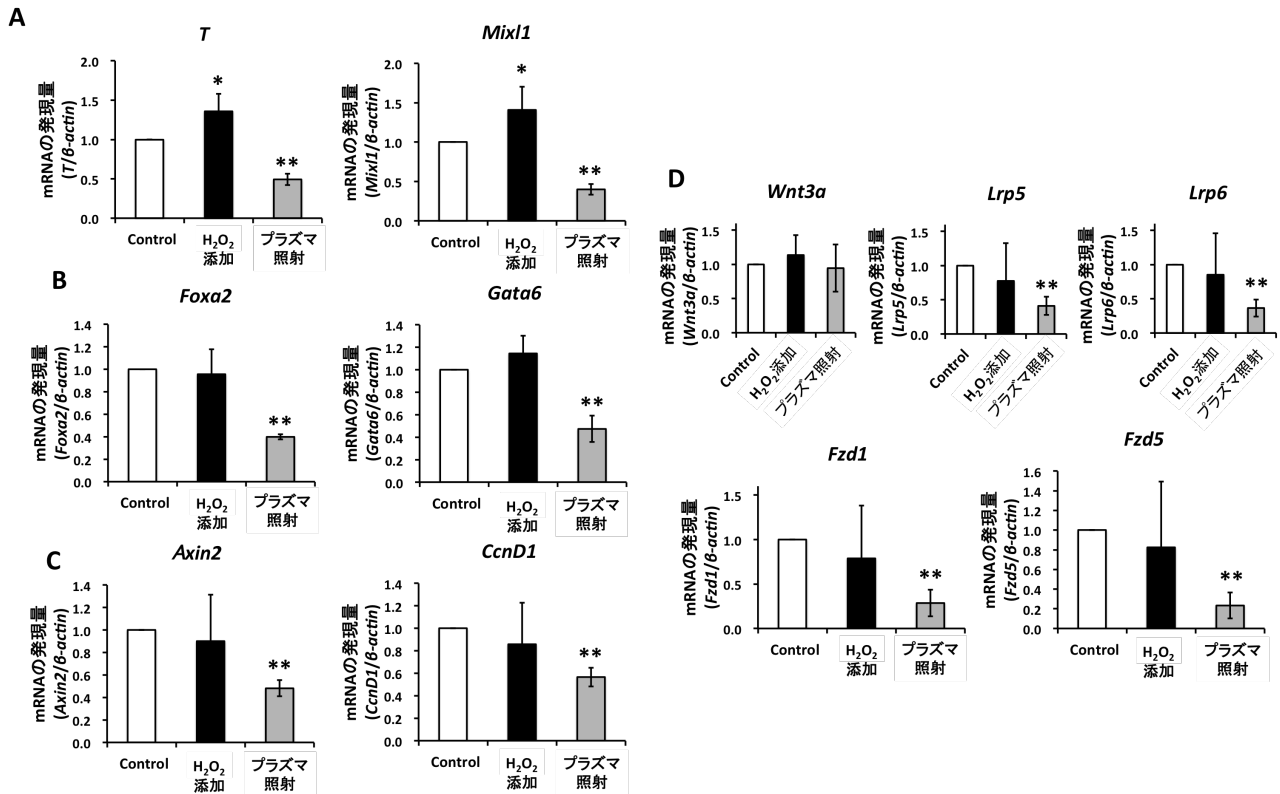 A
T
mRNAの発現量
(T/β-actin)
2.0
1.5
1.0
0.5
0.0
*
**
Control
H₂O₂
添加
プラズマ
照射
Mixl1
mRNAの発現量
(Mixl1/β-actin)
2.0
1.5
1.0
0.5
0.0
*
**
Control
H₂O₂
添加
プラズマ
照射
B
Foxa2
mRNAの発現量
(Foxa2/β-actin)
1.4
1.2
1.0
0.8
0.6
0.4
0.2
0.0
**
Control
H₂O₂
添加
プラズマ
照射
Gata6
mRNAの発現量
(Gata6/β-actin)
1.4
1.2
1.0
0.8
0.6
0.4
0.2
0.0
**
Control
H₂O₂
添加
プラズマ
照射
C
Axin2
mRNAの発現量
(Axin2/β-actin)
1.4
1.2
1.0
0.8
0.6
0.4
0.2
0.0
**
Control
H₂O₂
添加
プラズマ
照射
CcnD1
mRNAの発現量
(CcnD1/β-actin)
1.4
1.2
1.0
0.8
0.6
0.4
0.2
0.0
**
Control
H₂O₂
添加
プラズマ
照射
D
Wnt3a
mRNAの発現量
(Wnt3a/β-actin)
1.5
1.0
0.5
0.0
Control
H₂O₂添加
プラズマ照射
Lrp5
mRNAの発現量
(Lrp5/β-actin)
1.5
1.0
0.5
0.0
**
Control
H₂O₂添加
プラズマ照射
Lrp6
mRNAの発現量
(Lrp6/β-actin)
1.5
1.0
0.5
0.0
**
Control
H₂O₂添加
プラズマ照射
Fzd1
mRNAの発現量
(Fzd1/β-actin)
1.5
1.0
0.5
0.0
**
Control
H₂O₂
添加
プラズマ
照射
Fzd5
mRNAの発現量
(Fzd5/β-actin)
1.6
1.4
1.2
1.0
0.8
0.6
0.4
0.2
0.0
**
Control
H₂O₂
添加
プラズマ
照射